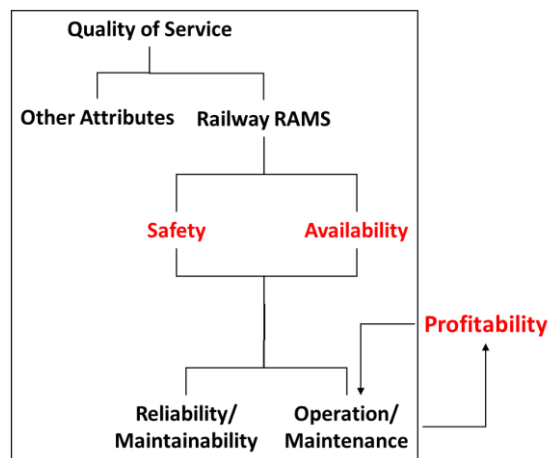 Quality of Service
Other Attributes
Railway RAMS
Safety
Availability
Profitability
Reliability/
Maintainability
Operation/
Maintenance